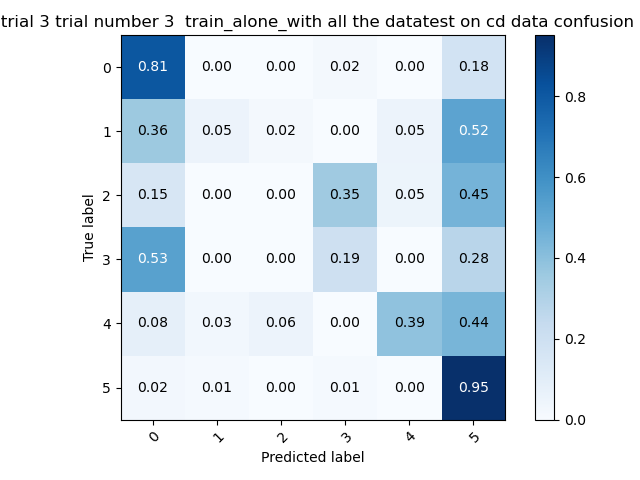 trial 3 trial number 3  train_alone_with all the datatest on cd data confusion
True label
0 0.81 0.00 0.00 0.02 0.00 0.18
1 0.36 0.05 0.02 0.00 0.05 0.52
2 0.15 0.00 0.00 0.35 0.05 0.45
3 0.53 0.00 0.00 0.19 0.00 0.28
4 0.08 0.03 0.06 0.00 0.39 0.44
5 0.02 0.01 0.00 0.01 0.00 0.95
0 1 2 3 4 5
Predicted label
0.8
0.6
0.4
0.2
0.0